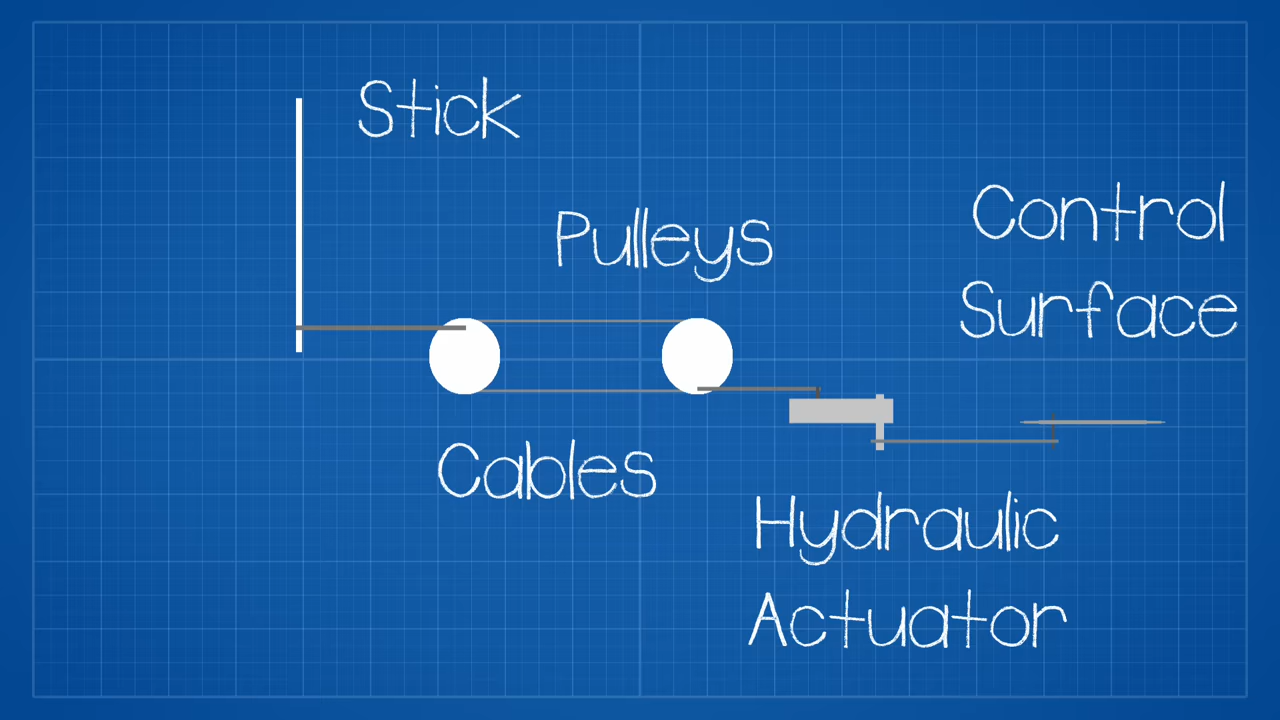 Stick
Pulleys
Control
Surface
Cables
Hydraulic
Actuator